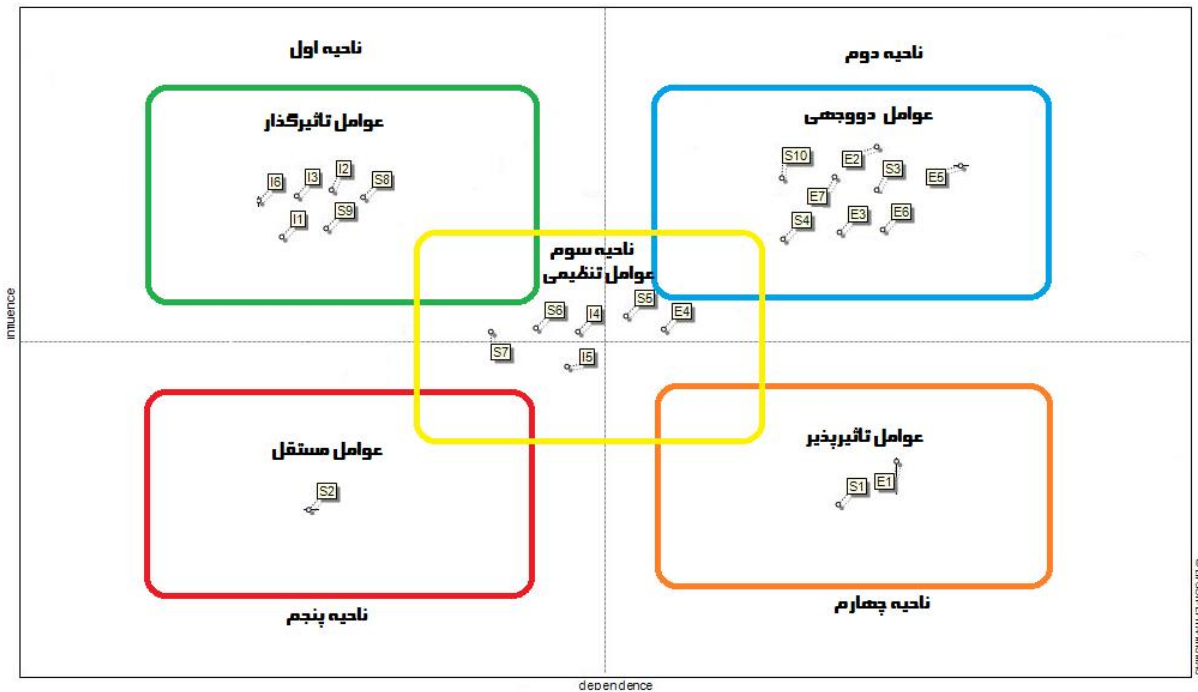 ناحیه اول
ناحیه دوم
عوامل تاثیرگذار
عوامل دووجهی
I6
I3
I2
S8
I1
S9
S10
E2
S3
E5
E7
S4
E3
E6
ناحیه سوم
عوامل تنظیمی
S6
I4
S5
E4
S7
I5
influence
عوامل مستقل
عوامل تاثیرپذیر
S2
S1
E1
ناحیه پنجم
ناحیه چهارم
dependence